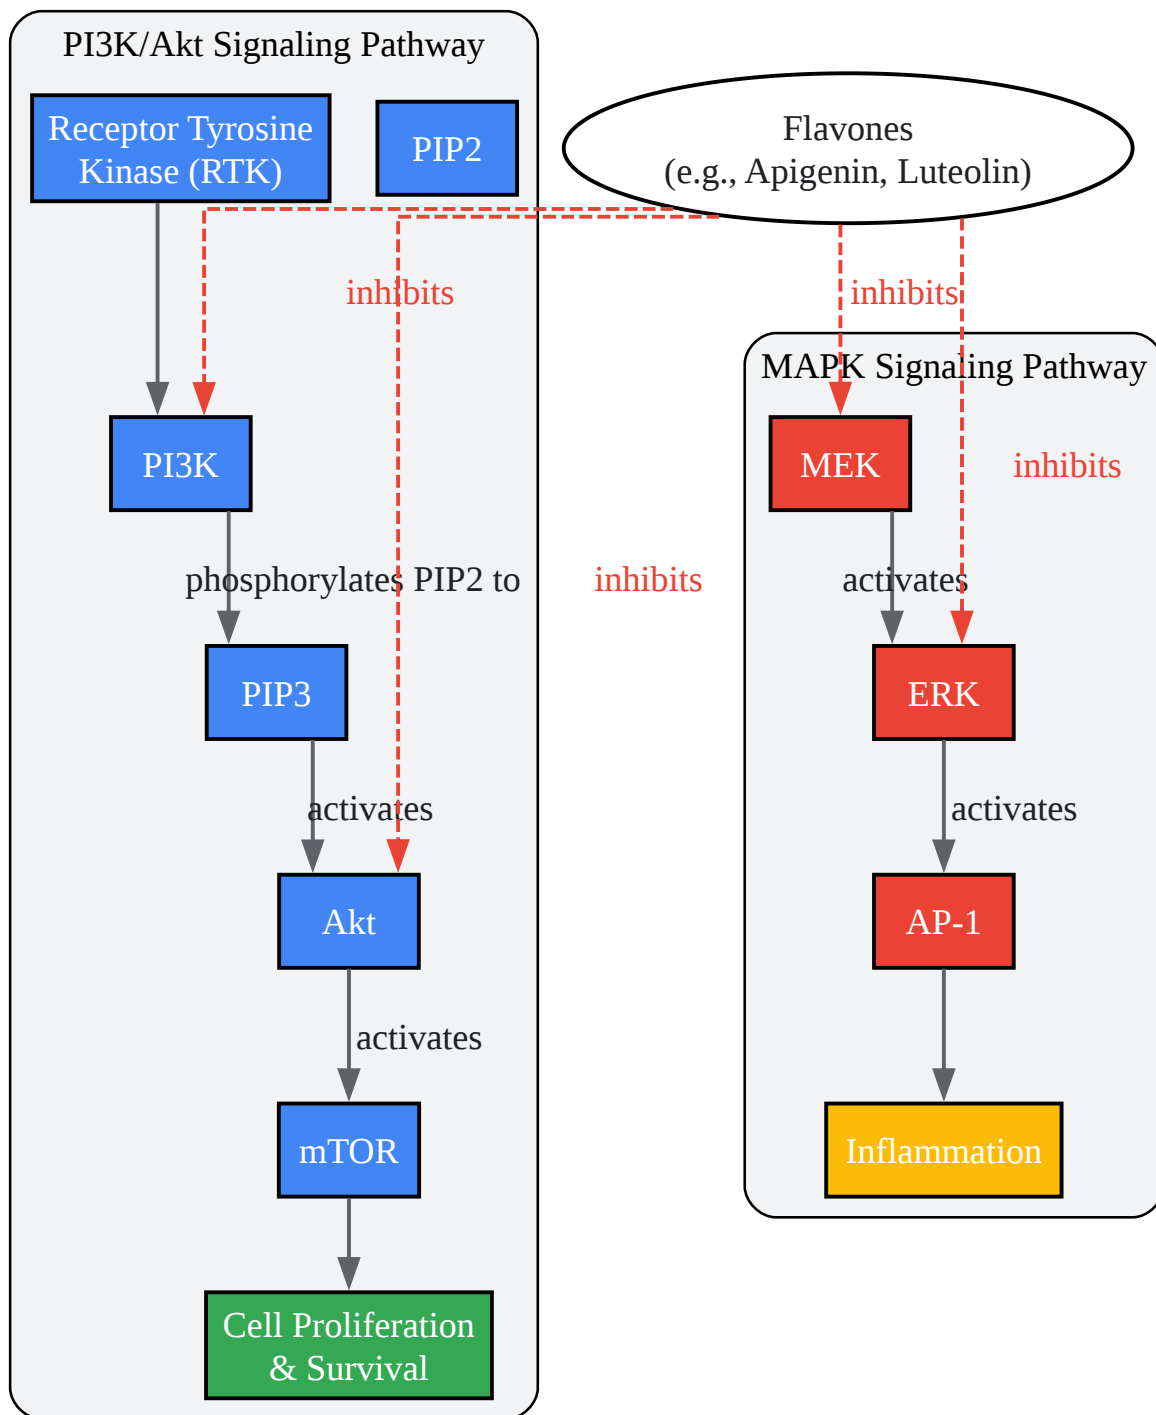 PI3K/Akt Signaling Pathway
Receptor Tyrosine
Kinase (RTK)
PIP2
Flavones
(e.g., Apigenin, Luteolin)
inhibits
inhibits
MAPK Signaling Pathway
PI3K
MEK
inhibits
phosphorylates PIP2 to
inhibits
activates
PIP3
ERK
activates
activates
Akt
AP-1
activates
mTOR
Inflammation
Cell Proliferation
& Survival